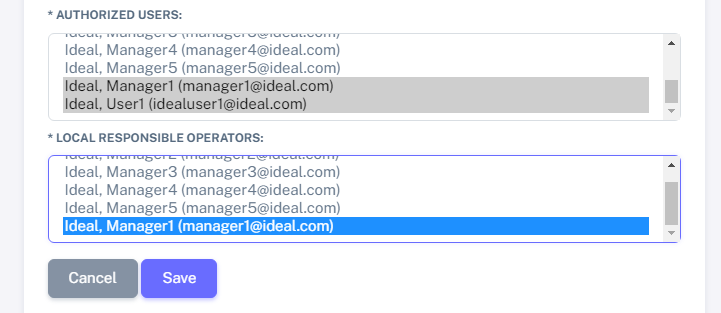 * AUTHORIZED USERS:
Ideal, Manager3 (manager3@ideal.com)
Ideal, Manager4 (manager4@ideal.com)
Ideal, Manager5 (manager5@ideal.com)
Ideal, Manager1 (manager1@ideal.com)
Ideal, User1 (idealuser1@ideal.com)
* LOCAL RESPONSIBLE OPERATORS:
Ideal, Manager2 (manager2@ideal.com)
Ideal, Manager3 (manager3@ideal.com)
Ideal, Manager4 (manager4@ideal.com)
Ideal, Manager5 (manager5@ideal.com)
Ideal, Manager1 (manager1@ideal.com)
Cancel Save